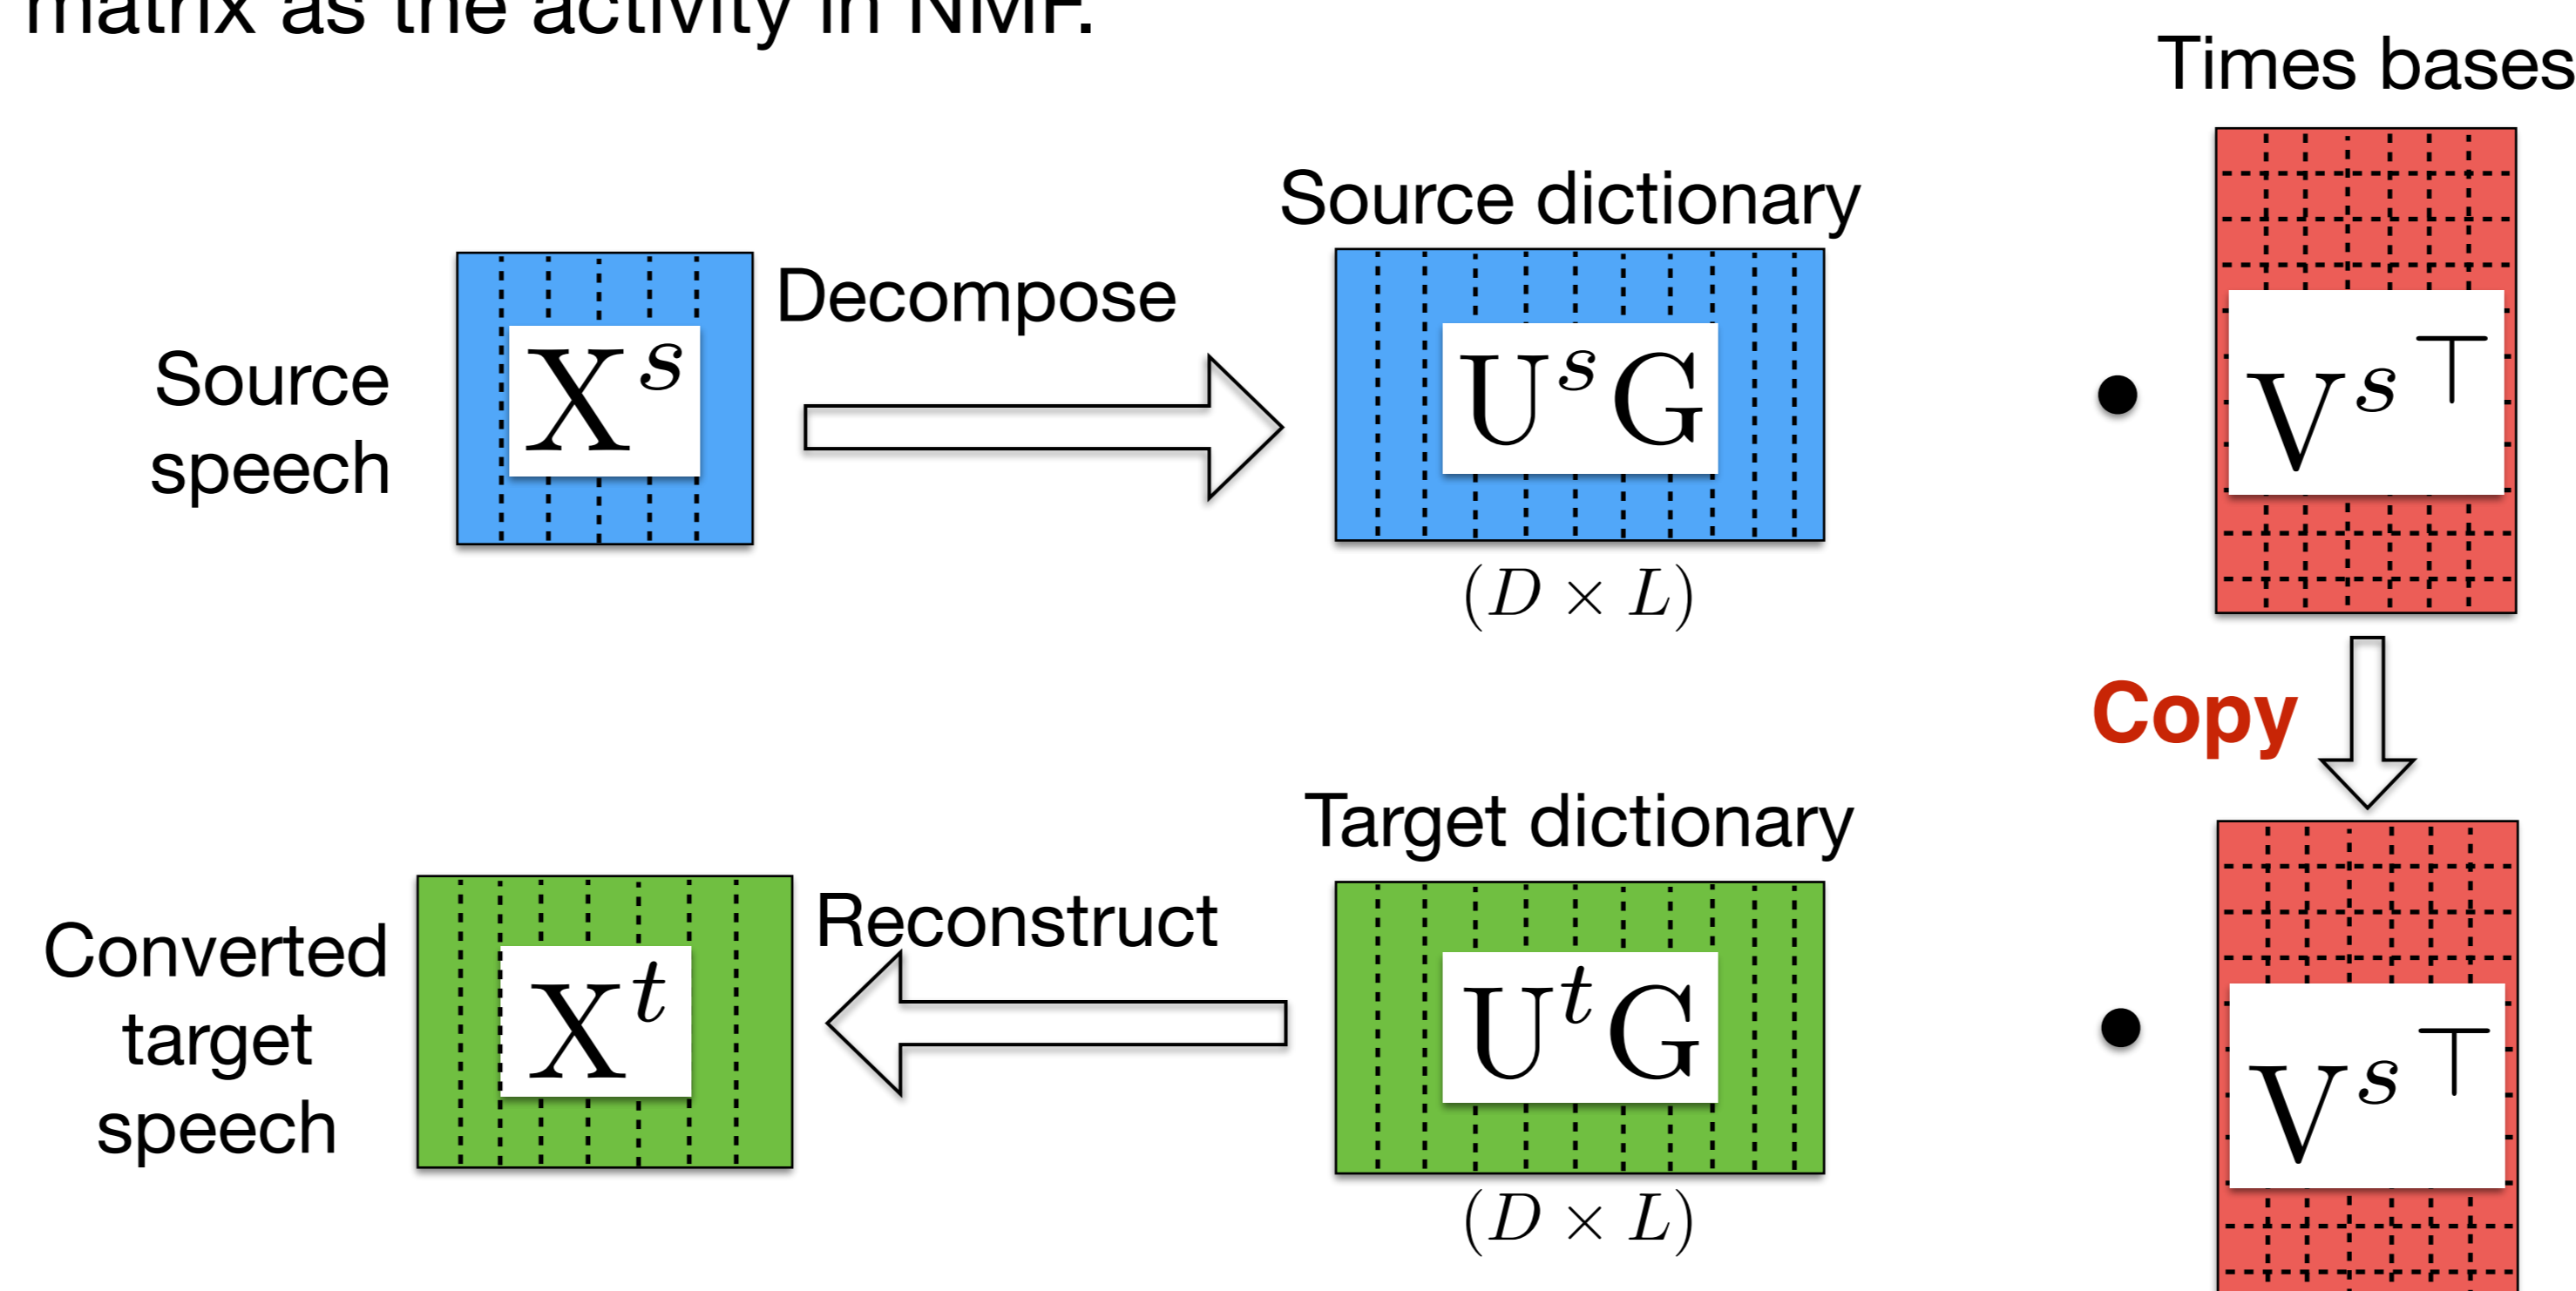 matrix as the activity in NMF.
Times bases
Source dictionary
Decompose
Source
speech
X^s
U^s G
V^s ⊤
(D × L)
Copy
Target dictionary
Reconstruct
Converted
target
speech
X^t
U^t G
V^s ⊤
(D × L)